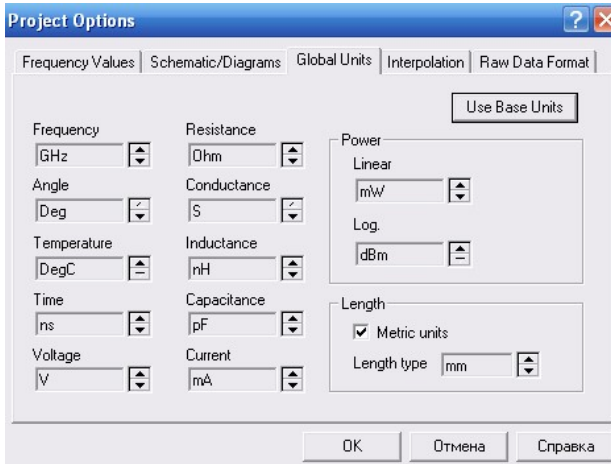 Project Options
Frequency Values
Schematic/Diagrams
Global Units
Interpolation
Raw Data Format
Use Base Units
Frequency
GHz
Angle
Deg
Temperature
DegC
Time
ns
Voltage
V
Resistance
Ohm
Conductance
S
Inductance
nH
Capacitance
pF
Current
mA
Power
Linear
mW
Log.
dBm
Length
Metric units
Length type
mm
OK
Отмена
Справка